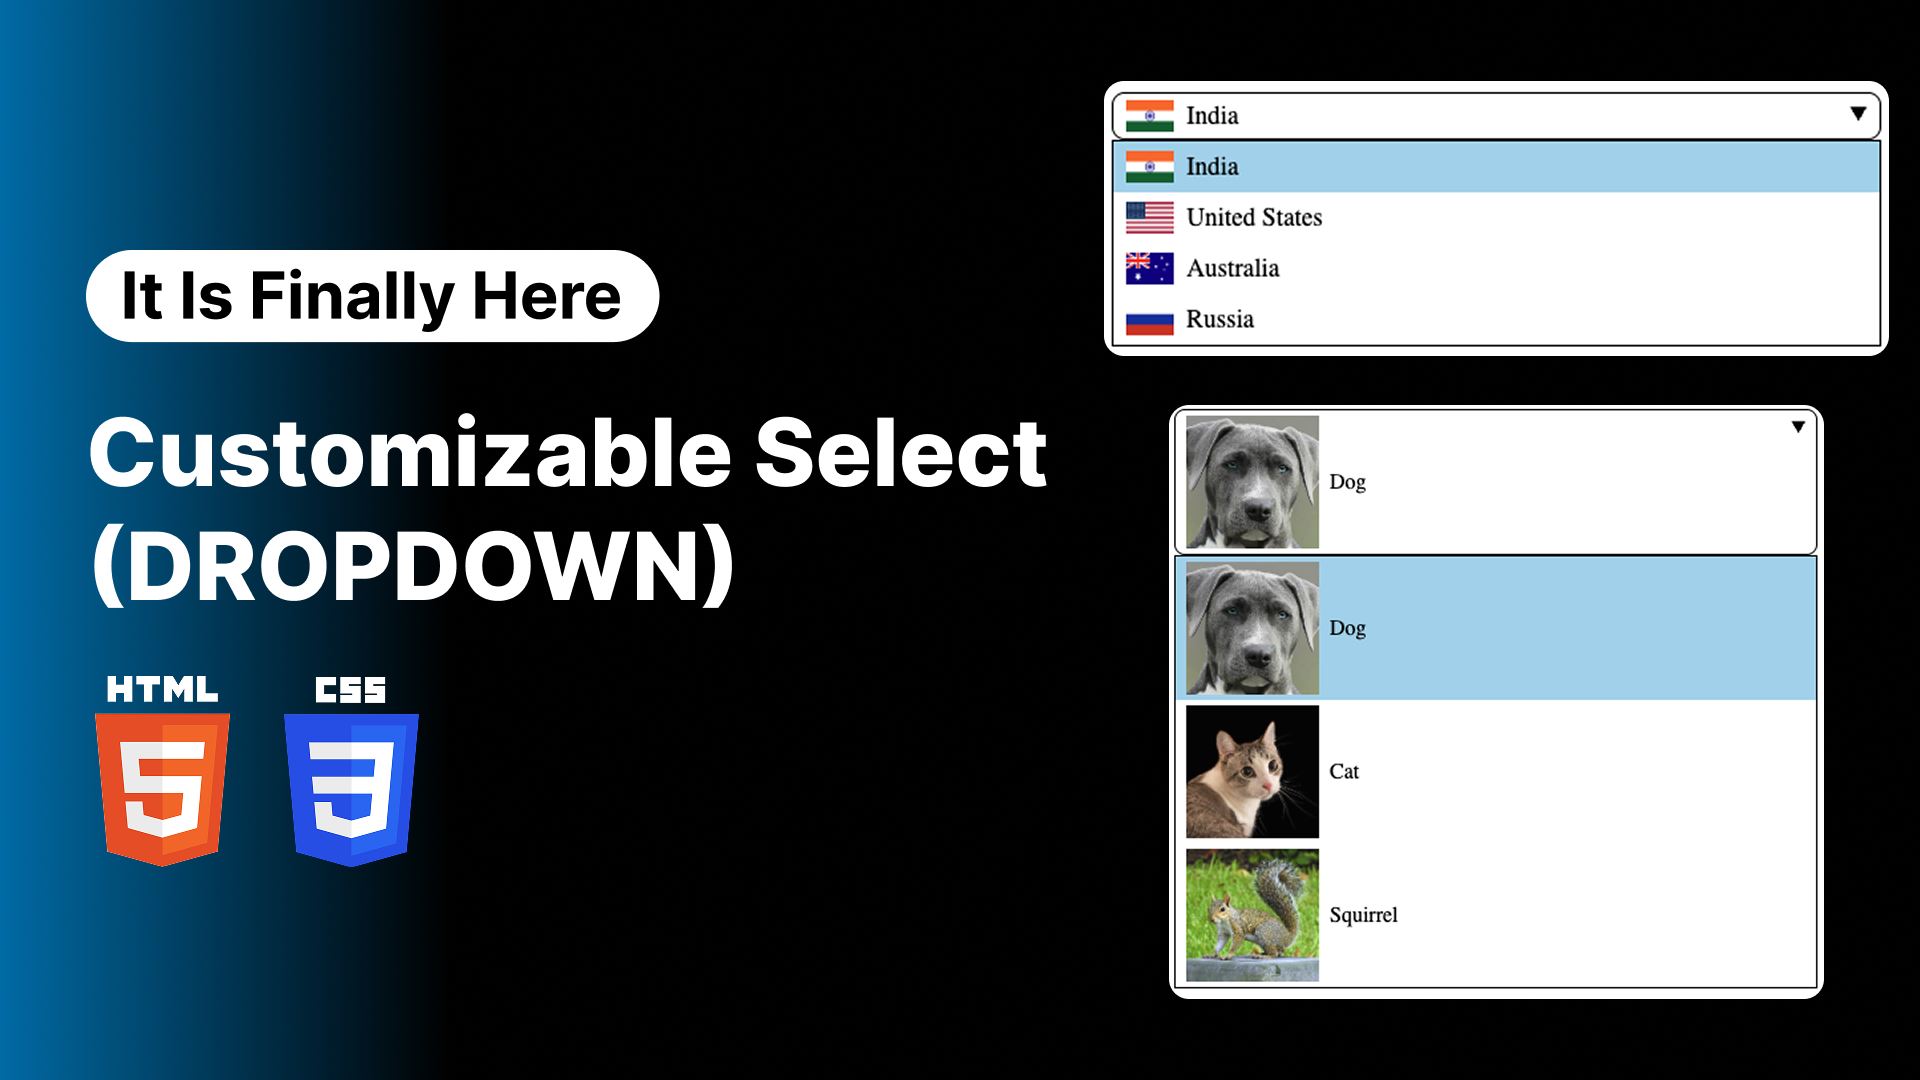 It Is Finally Here
Customizable Select
(DROPDOWN)
HTML
5
CSS
3
India
India
United States
Australia
Russia
Dog
Dog
Cat
Squirrel